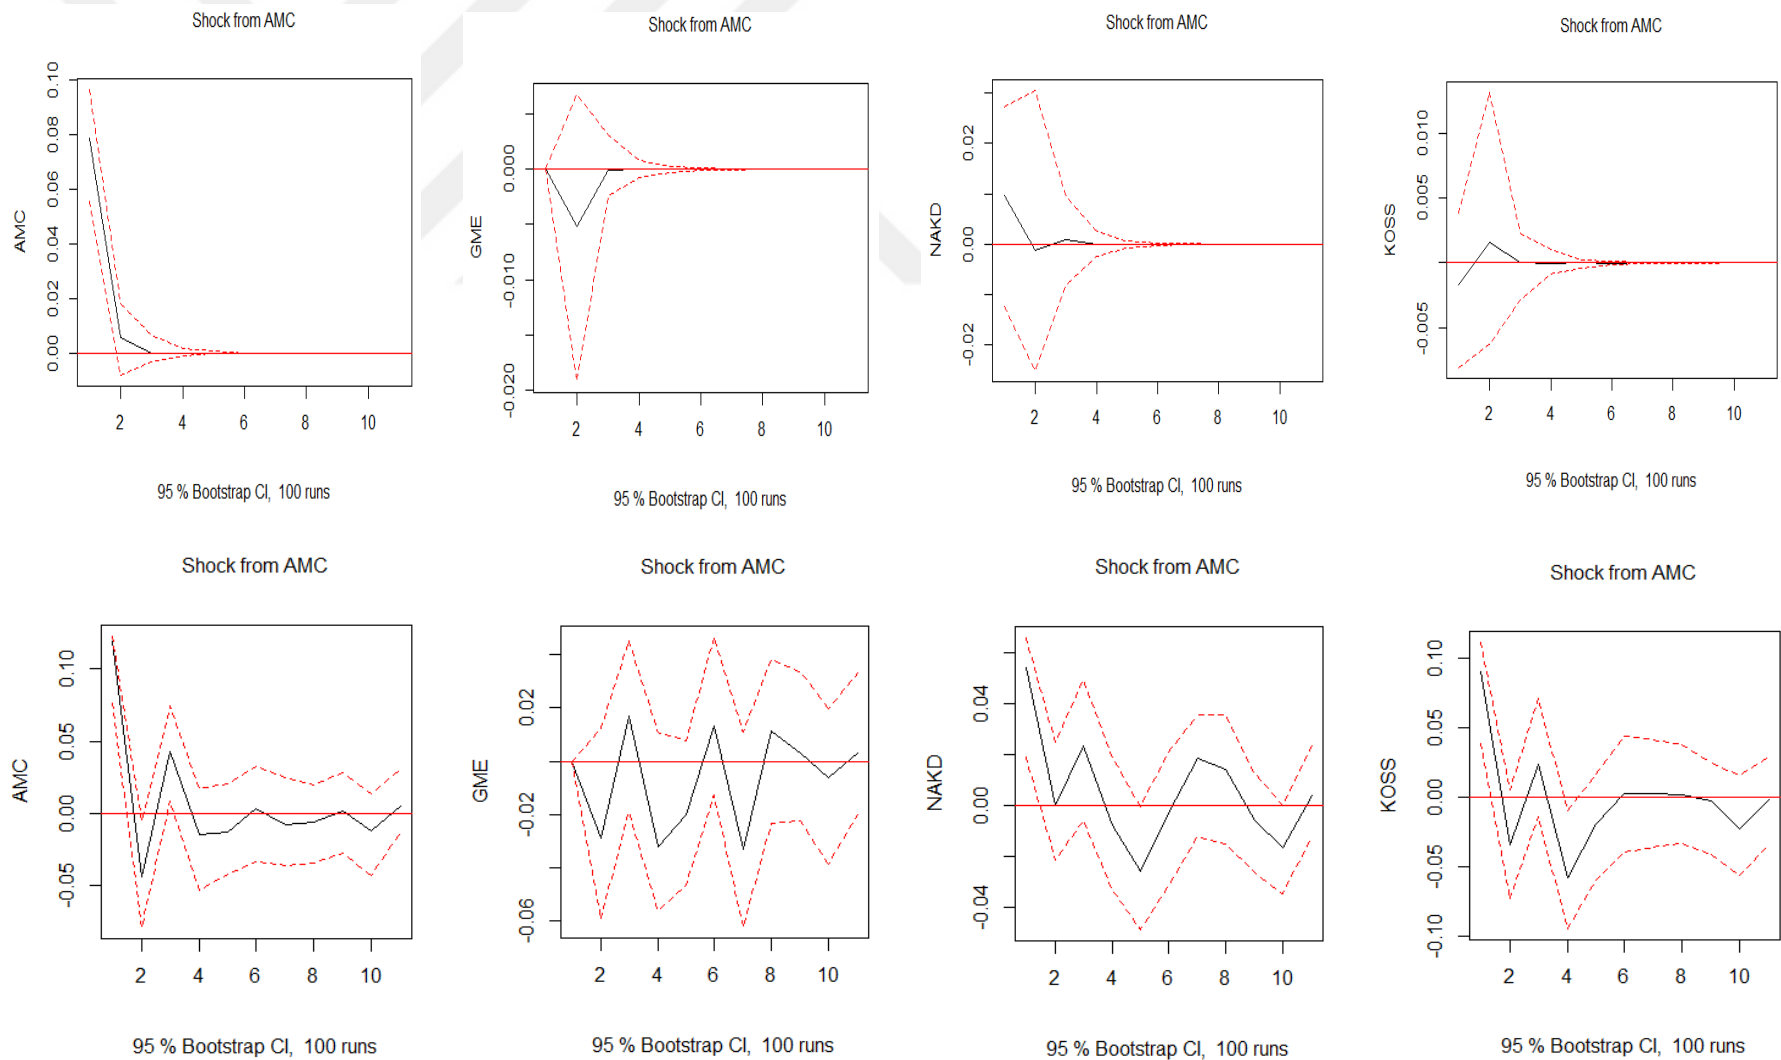 Shock from AMC
AMC
0.00 0.02 0.04 0.06 0.08 0.10
2 4 6 8 10
95 % Bootstrap CI, 100 runs
Shock from AMC
GME
-0.020 -0.010 0.000
2 4 6 8 10
95 % Bootstrap CI, 100 runs
Shock from AMC
NAKD
-0.02 0.00 0.02
2 4 6 8 10
95 % Bootstrap CI, 100 runs
Shock from AMC
KOSS
-0.005 0.005 0.010
2 4 6 8 10
95 % Bootstrap CI, 100 runs
Shock from AMC
AMC
-0.05 0.00 0.05 0.10
2 4 6 8 10
95 % Bootstrap CI, 100 runs
Shock from AMC
GME
-0.06 -0.02 0.02
2 4 6 8 10
95 % Bootstrap CI, 100 runs
Shock from AMC
NAKD
-0.04 0.00 0.04
2 4 6 8 10
95 % Bootstrap CI, 100 runs
Shock from AMC
KOSS
-0.10 -0.05 0.00 0.05 0.10
2 4 6 8 10
95 % Bootstrap CI, 100 runs